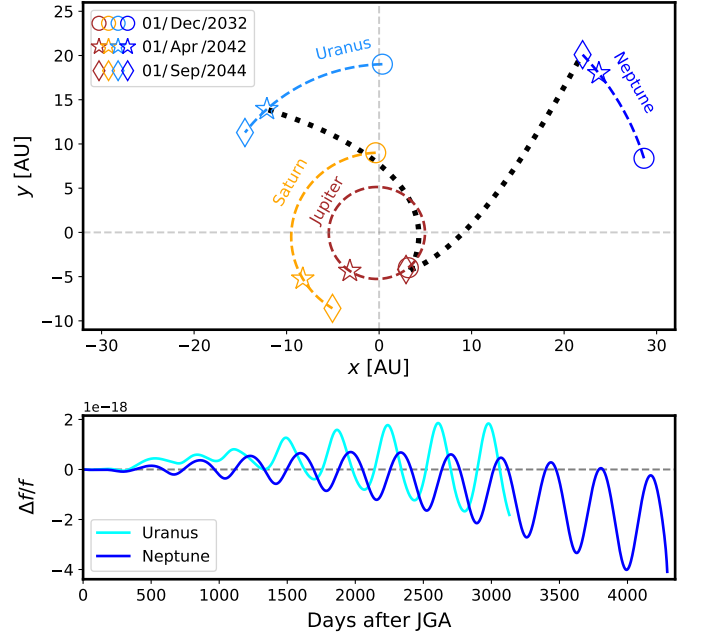 25
20
15
10
5
0
−5
−10
y [AU]
01/Dec/2032
01/Apr/2042
01/Sep/2044
Uranus
Neptune
Saturn
Jupiter
−30
−20
−10
0
10
20
30
x [AU]
1e−18
2
0
−2
−4
Δf/f
Uranus
Neptune
0
500
1000
1500
2000
2500
3000
3500
4000
Days after JGA